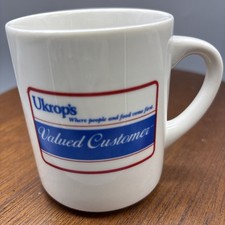 Ukrop's
Where people and food come first.
Valued Customer